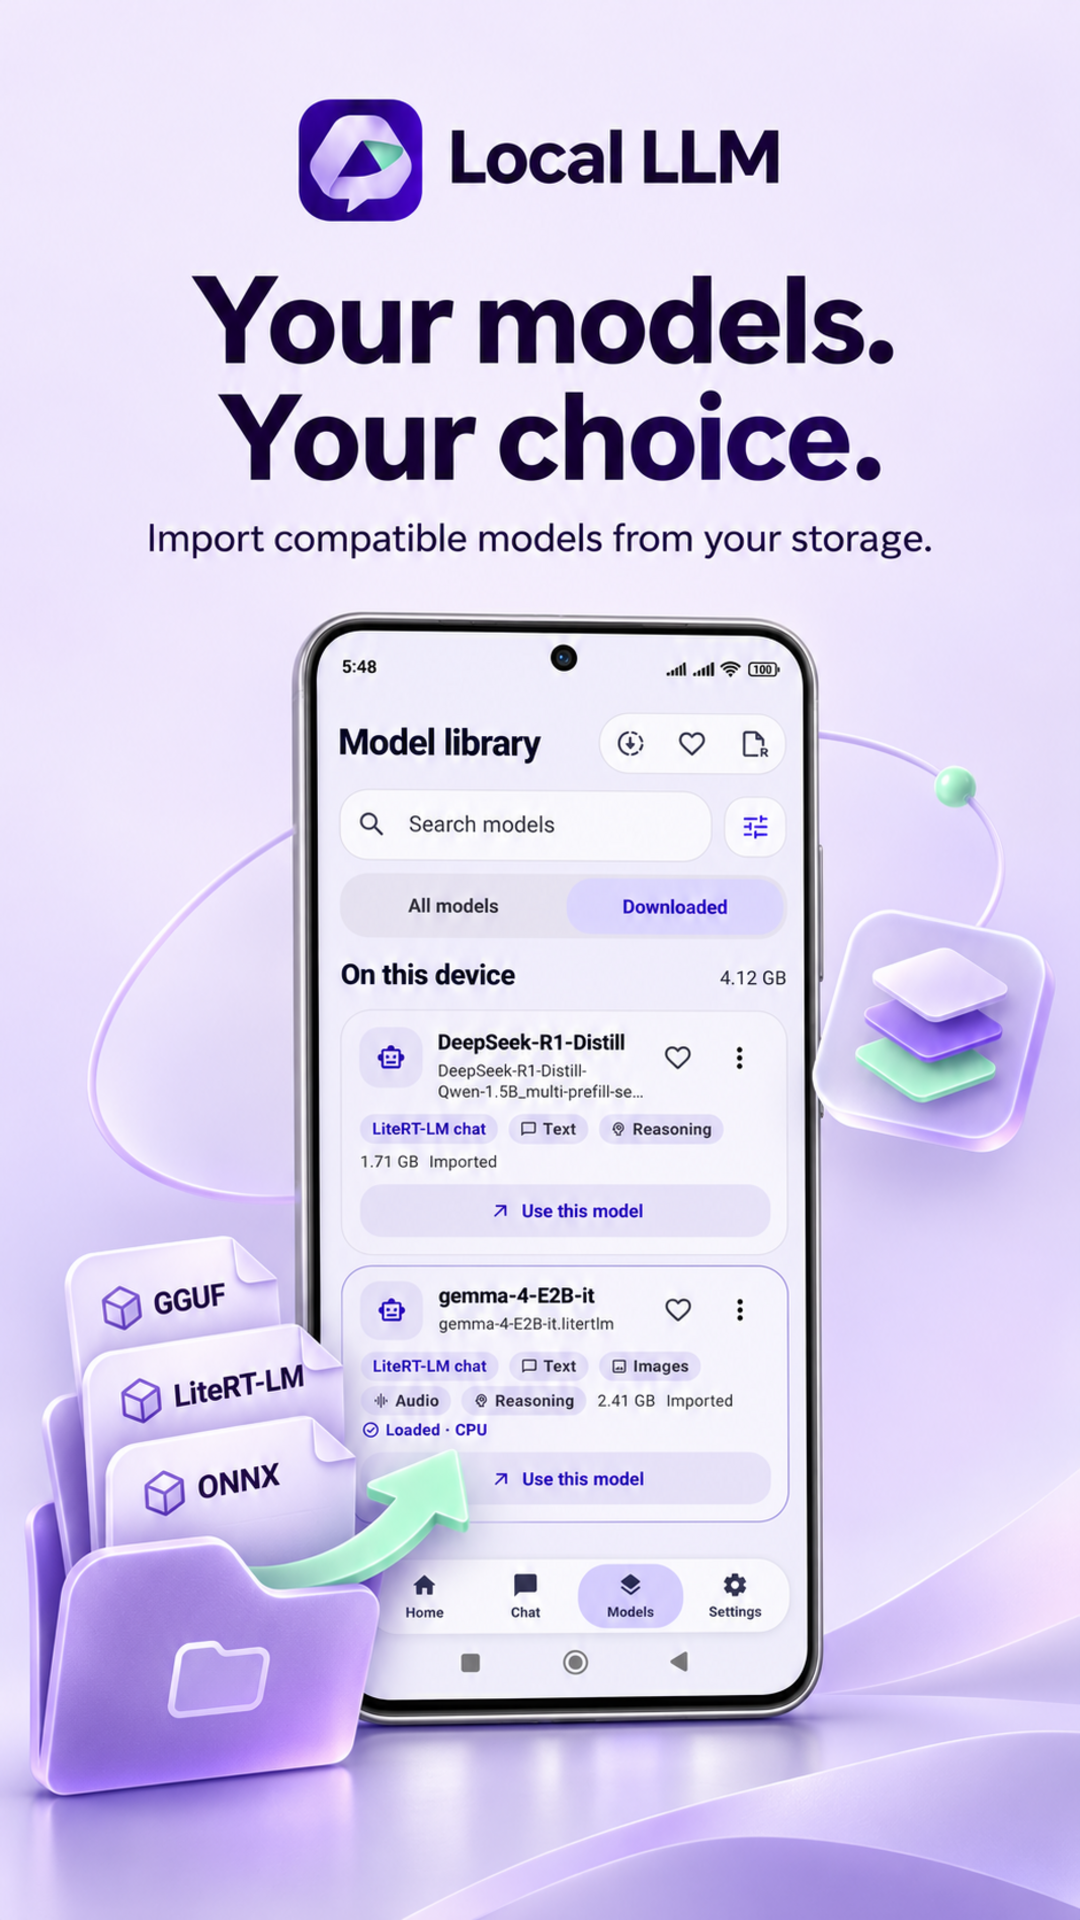 Local LLM
Your models.
Your choice.
Import compatible models from your storage.
5:48
100
Model library
R
Search models
All models
Downloaded
On this device
4.12 GB
DeepSeek-R1-Distill
DeepSeek-R1-Distill-
Qwen-1.5B_multi-prefill-se...
LiteRT-LM chat
Text
Reasoning
1.71 GB Imported
Use this model
gemma-4-E2B-it
gemma-4-E2B-it.litertlm
LiteRT-LM chat
Text
Images
Audio
Reasoning
2.41 GB Imported
Loaded · CPU
Use this model
GGUF
LiteRT-LM
ONNX
Home
Chat
Models
Settings